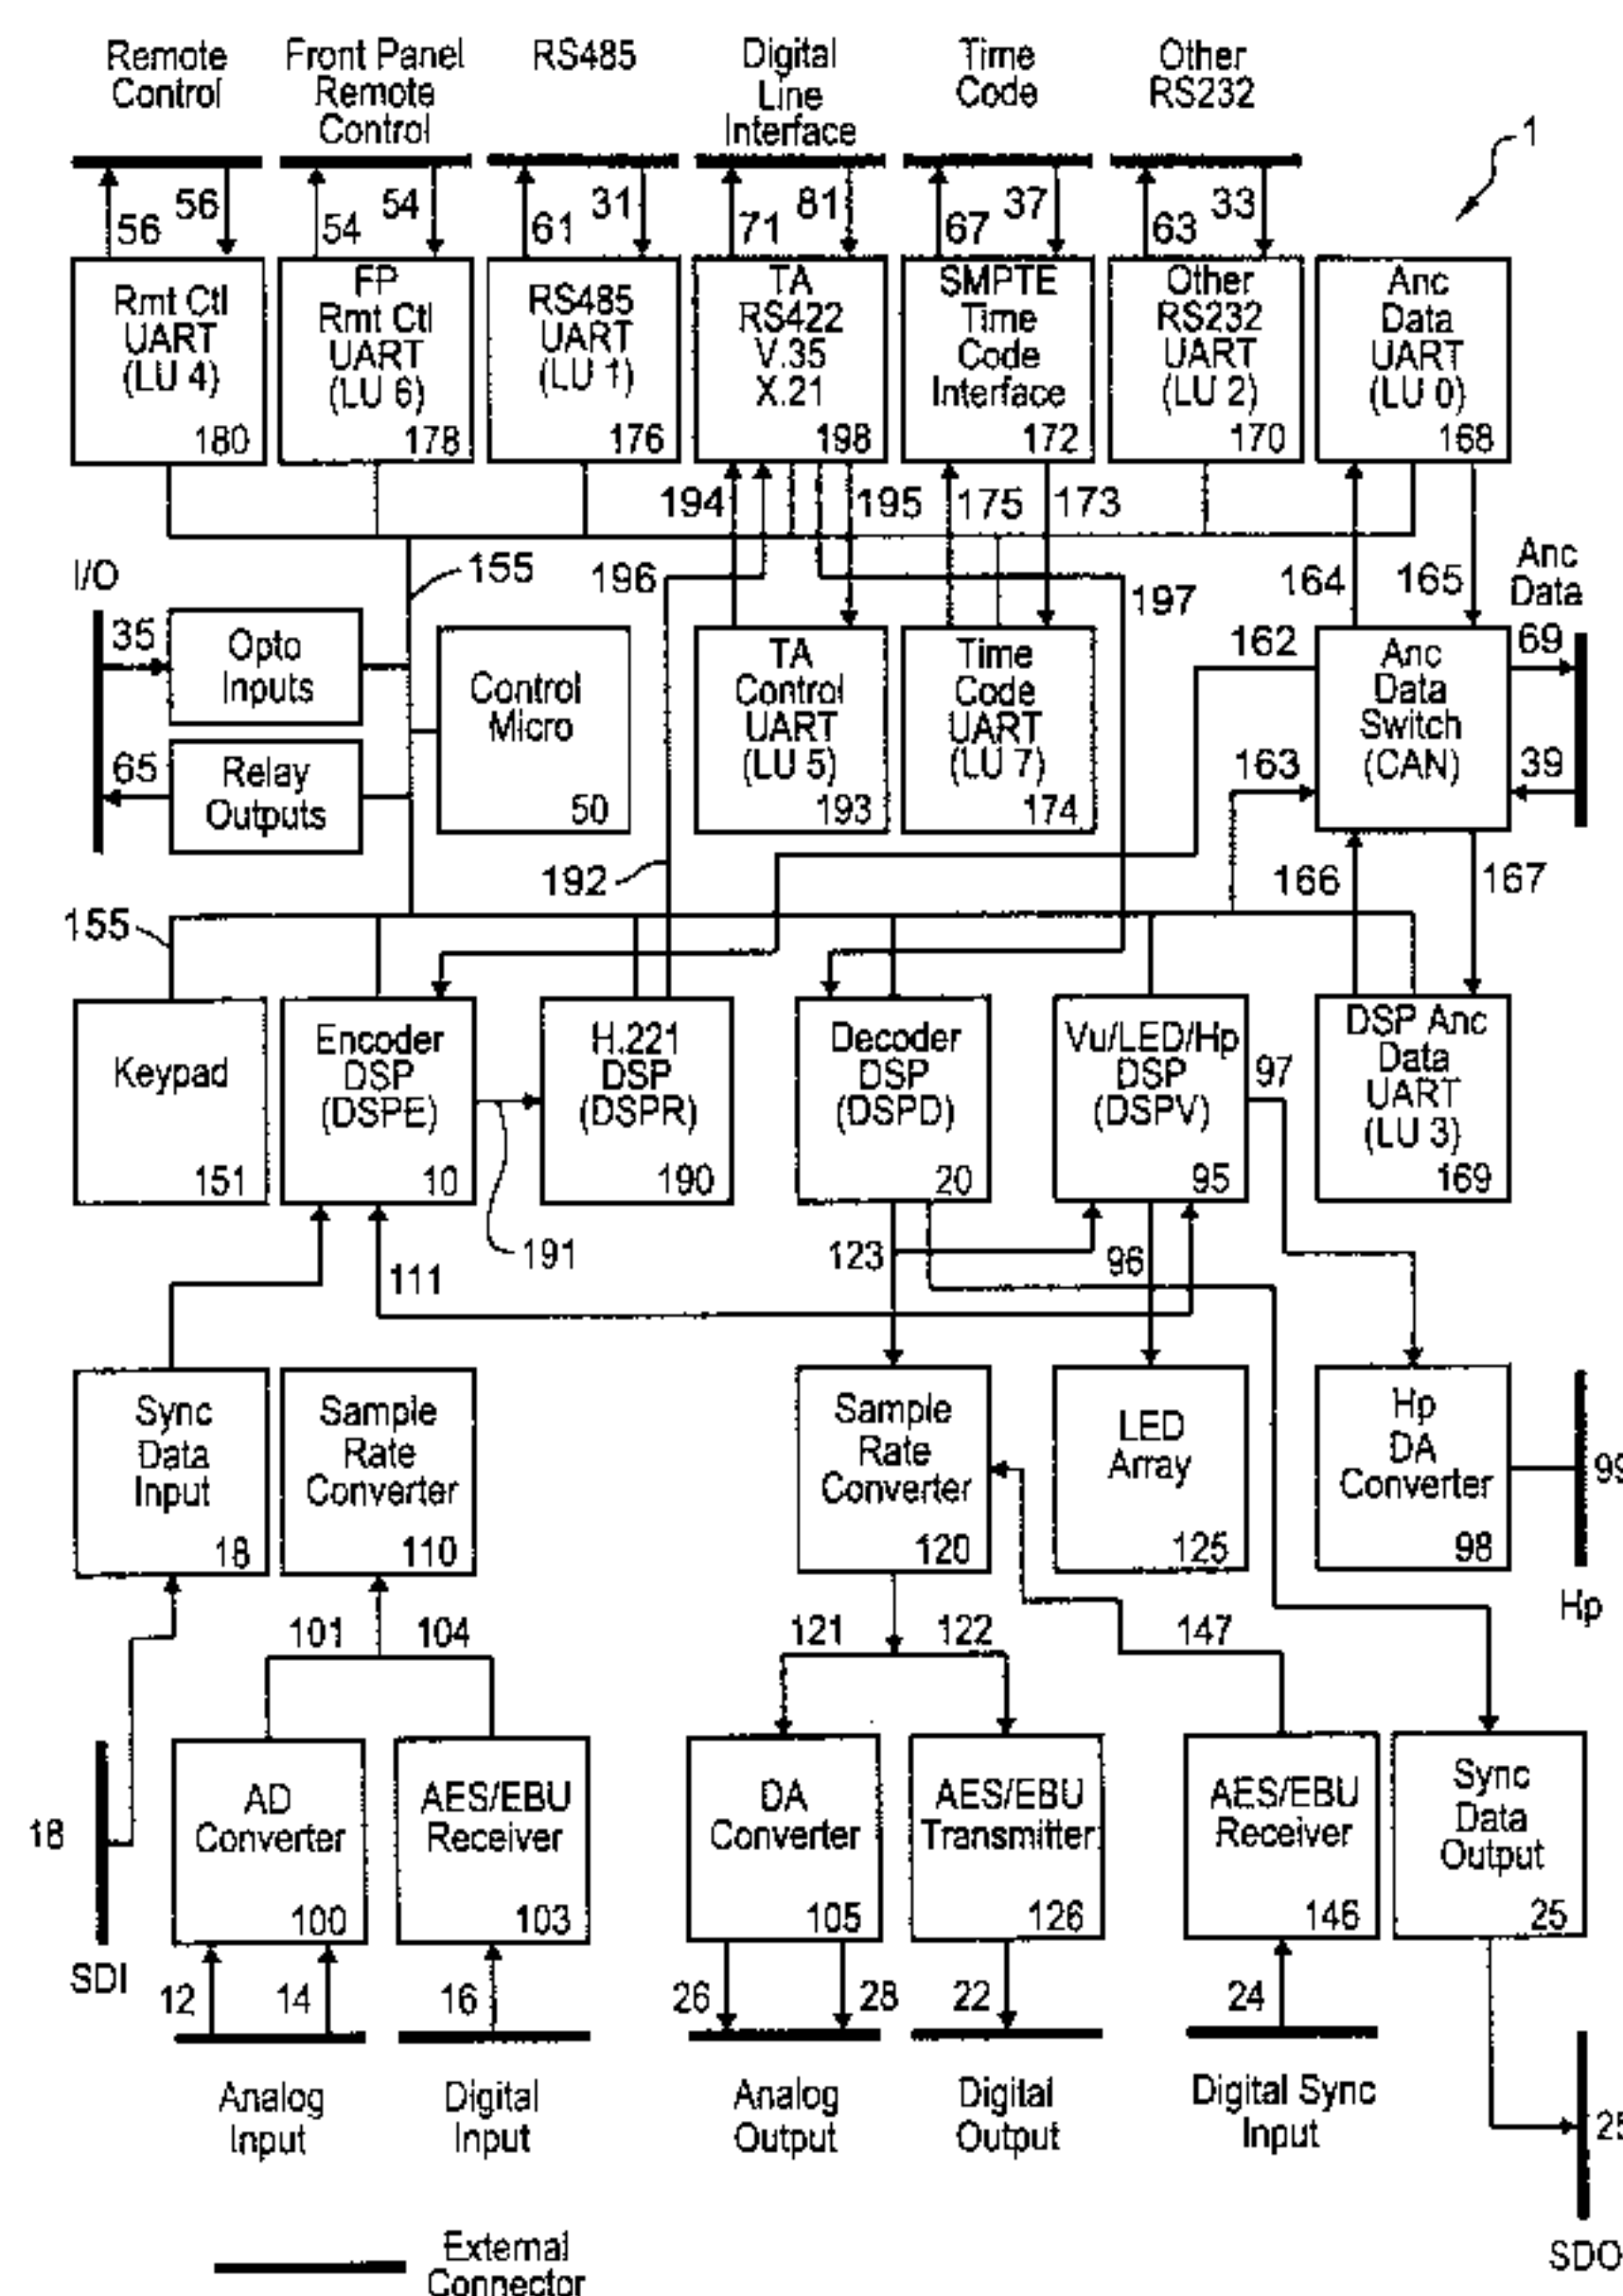 Remote
Control
Front Panel
Remote
Control
RS485
Digital
Line
Interface
Time
Code
Other
RS232
1
56
56
54
54
61
31
71
81
67
37
63
33
Rmt Ctl
UART
(LU 4)
180
FP
Rmt Ctl
UART
(LU 6)
178
RS485
UART
(LU 1)
176
TA
RS422
V.35
X.21
198
SMPTE
Time
Code
Interface
172
Other
RS232
UART
(LU 2)
170
Anc
Data
UART
(LU 0)
168
194
195
175
173
I/O
155
196
197
164
165
Anc
Data
35
Opto
Inputs
65
Relay
Outputs
Control
Micro
50
TA
Control
UART
(LU 5)
193
Time
Code
UART
(LU 7)
174
162
163
Anc
Data
Switch
(CAN)
69
39
192
166
167
155
Keypad
151
Encoder
DSP
(DSPE)
10
H.221
DSP
(DSPR)
190
Decoder
DSP
(DSPD)
20
Vu/LED/Hp
DSP
(DSPV)
95
97
DSP Anc
Data
UART
(LU 3)
169
191
111
123
96
Sync
Data
Input
18
Sample
Rate
Converter
110
Sample
Rate
Converter
120
LED
Array
125
Hp
DA
Converter
98
99
Hp
101
104
121
122
147
18
SDI
AD
Converter
100
AES/EBU
Receiver
103
DA
Converter
105
AES/EBU
Transmitter
126
AES/EBU
Receiver
146
Sync
Data
Output
25
12
14
16
26
28
22
24
Analog
Input
Digital
Input
Analog
Output
Digital
Output
Digital Sync
Input
25
SDO
External
Connector